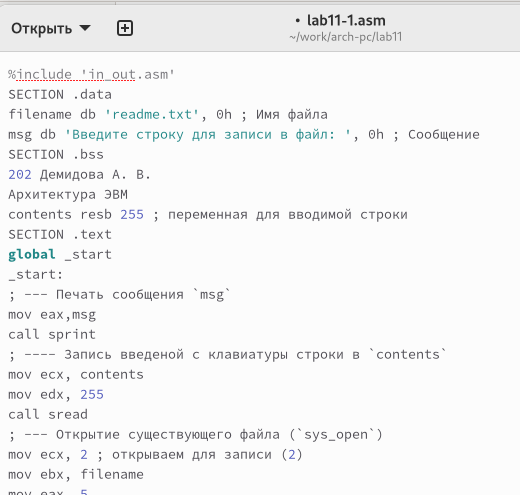 Открыть
• lab11-1.asm
~/work/arch-pc/lab11
%include 'in_out.asm'
SECTION .data
filename db 'readme.txt', 0h ; Имя файла
msg db 'Введите строку для записи в файл: ', 0h ; Сообщение
SECTION .bss
202 Демидова А. В.
Архитектура ЭВМ
contents resb 255 ; переменная для вводимой строки
SECTION .text
global _start
_start:
; --- Печать сообщения `msg`
mov eax,msg
call sprint
; ---- Запись введеной с клавиатуры строки в `contents`
mov ecx, contents
mov edx, 255
call sread
; --- Открытие существующего файла (`sys_open`)
mov ecx, 2 ; открываем для записи (2)
mov ebx, filename
mov eax, 5